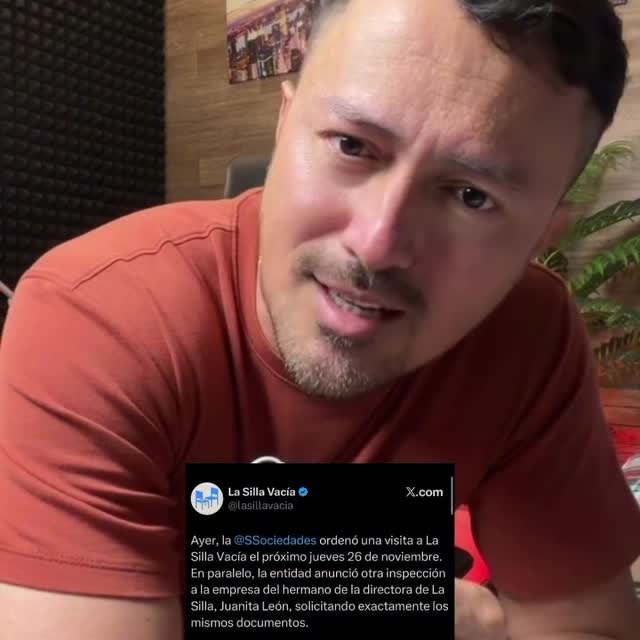 La Silla Vacía
X.com
@lasillavacia
Ayer, la @SSociedades ordenó una visita a La
Silla Vacía el próximo jueves 26 de noviembre.
En paralelo, la entidad anunció otra inspección
a la empresa del hermano de la directora de La
Silla, Juanita León, solicitando exactamente los
mismos documentos.